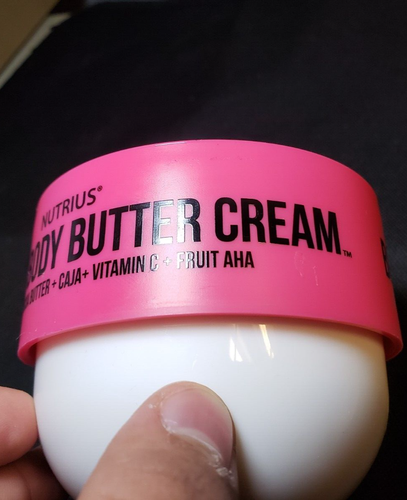 NUTRIUS®
BODY BUTTER CREAM™
BUTTER + CAJA+ VITAMIN C + FRUIT AHA